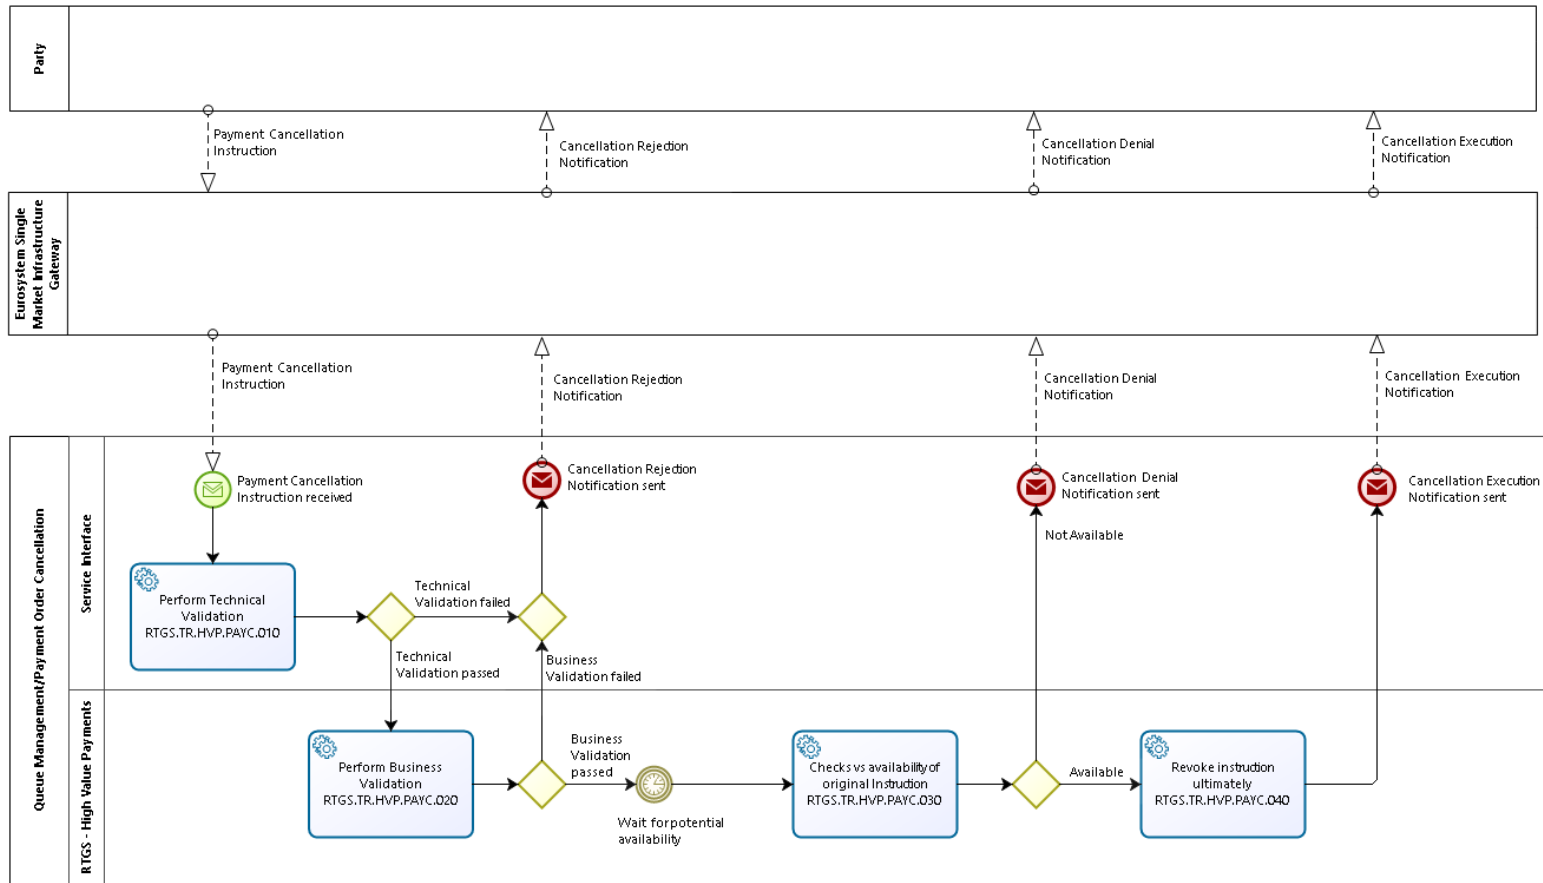 Party
Payment Cancellation
Instruction
Cancellation Rejection
Notification
Cancellation Denial
Notification
Cancellation Execution
Notification
Eurosystem Single
Market Infrastructure
Gateway
Payment Cancellation
Instruction
Cancellation Rejection
Notification
Cancellation Denial
Notification
Cancellation Execution
Notification
Queue Management/Payment Order Cancellation
Service Interface
Payment Cancellation
Instruction received
Cancellation Rejection
Notification sent
Cancellation Denial
Notification sent
Cancellation Execution
Notification sent
Not Available
Perform Technical
Validation
RTGS.TR.HVP.PAYC.010
Technical
Validation failed
Technical
Validation passed
Business
Validation failed
RTGS - High Value Payments
Perform Business
Validation
RTGS.TR.HVP.PAYC.020
Business
Validation
passed
Wait for potential
availability
Checks vs availability of
original Instruction
RTGS.TR.HVP.PAYC.030
Available
Revoke instruction
ultimately
RTGS.TR.HVP.PAYC.040